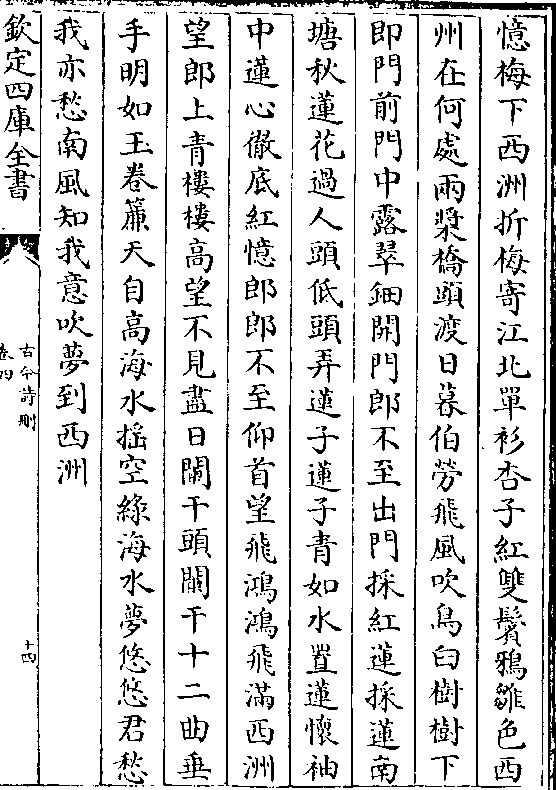 憶梅下西洲折梅寄江北單衫杏子紅雙鬢鴉雛色西
州在何處兩槳橋頭渡日暮伯勞飛風吹烏臼樹樹下
即門前門中露翠鈿開門郎不至出門採紅蓮採蓮南
塘秋蓮花過人頭低頭弄蓮子蓮子青如水置蓮懷袖
中蓮心徹底紅憶郎郎不至仰首望飛鴻鴻飛滿西洲
望郎上青樓樓高望不見盡日闌干頭闌干十二曲垂
手明如玉卷簾天自高海水搖空綠海水夢悠悠君愁
我亦愁南風知我意吹夢到西洲
欽定四庫全書
古今詩刪
卷四
十四